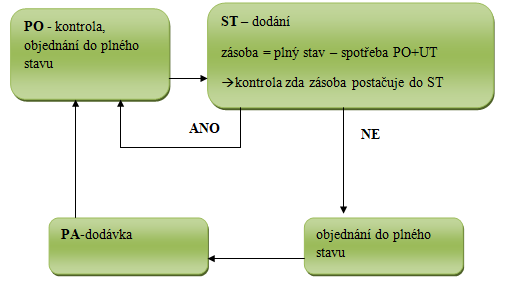 PO - kontrola,
objednání do plného
stavu
ST – dodání
zásoba = plný stav – spotřeba PO+UT
→kontrola zda zásoba postačuje do ST
ANO
NE
PA-dodávka
objednání do plného
stavu